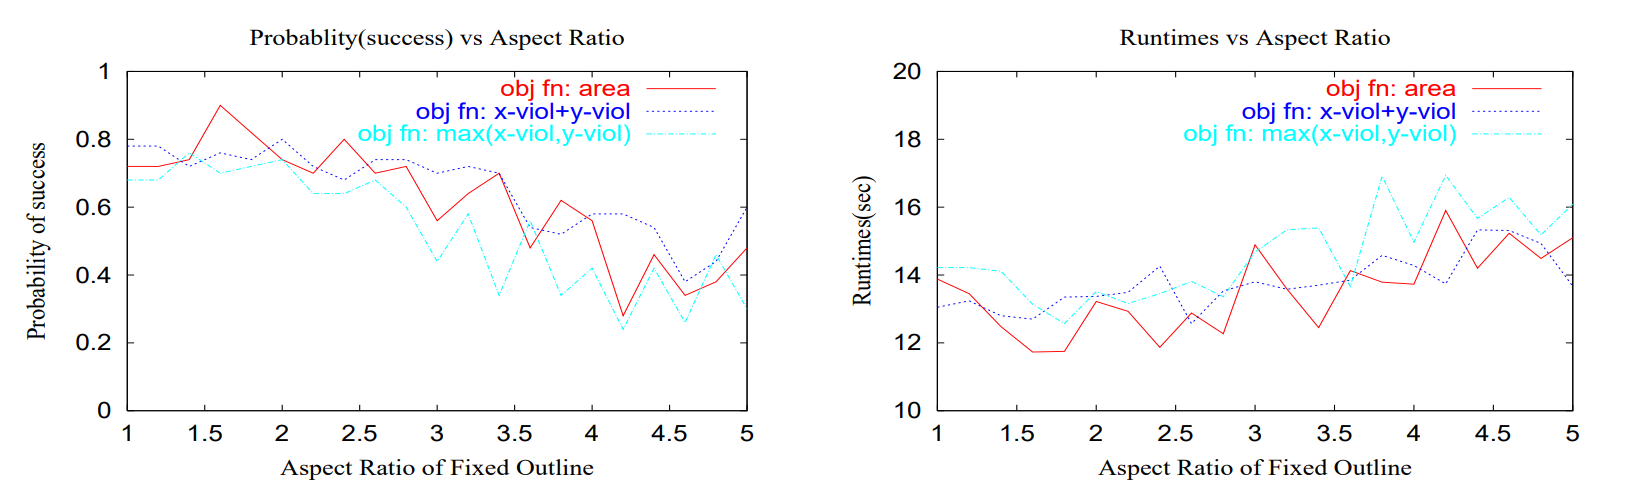 Probablity(success) vs Aspect Ratio
1
0.8
0.6
0.4
0.2
0
Probability of success
obj fn: area
obj fn: x-viol+y-viol
obj fn: max(x-viol,y-viol)
1 1.5 2 2.5 3 3.5 4 4.5 5
Aspect Ratio of Fixed Outline
Runtimes vs Aspect Ratio
20
18
16
14
12
10
Runtimes(sec)
obj fn: area
obj fn: x-viol+y-viol
obj fn: max(x-viol,y-viol)
1 1.5 2 2.5 3 3.5 4 4.5 5
Aspect Ratio of Fixed Outline